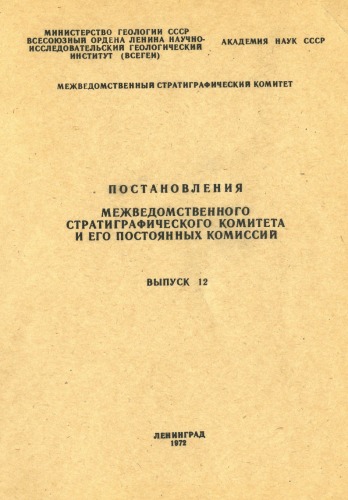 МИНИСТЕРСТВО ГЕОЛОГИИ СССР
ВСЕСОЮЗНЫЙ ОРДЕНА ЛЕНИНА НАУЧНО-
ИССЛЕДОВАТЕЛЬСКИЙ ГЕОЛОГИЧЕСКИЙ
ИНСТИТУТ (ВСЕГЕИ)
АКАДЕМИЯ НАУК СССР
МЕЖВЕДОМСТВЕННЫЙ СТРАТИГРАФИЧЕСКИЙ КОМИТЕТ
ПОСТАНОВЛЕНИЯ
МЕЖВЕДОМСТВЕННОГО
СТРАТИГРАФИЧЕСКОГО КОМИТЕТА
И ЕГО ПОСТОЯННЫХ КОМИССИЙ
ВЫПУСК 12
ЛЕНИНГРАД
1972